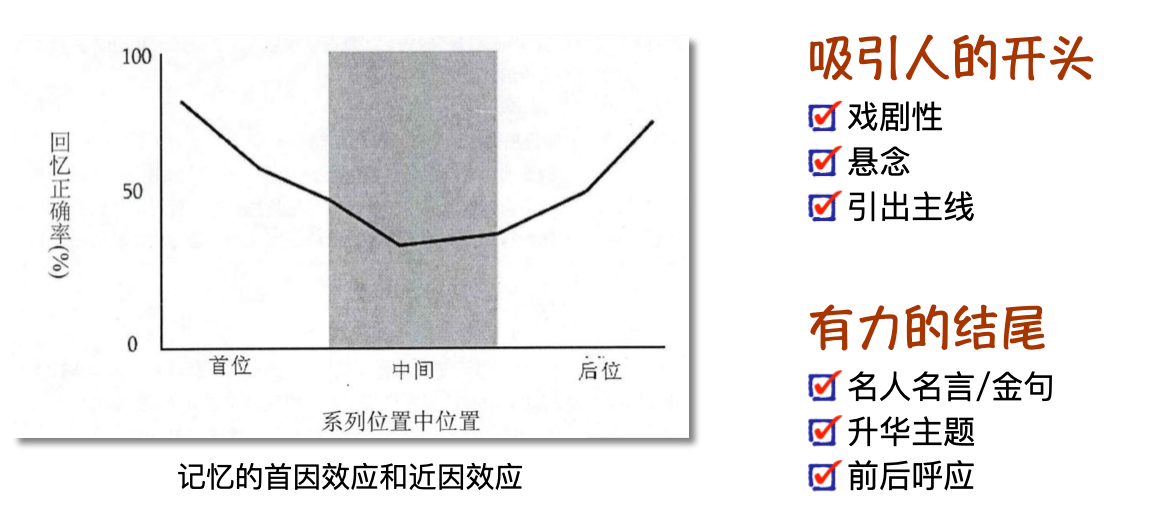 100
50
0
回忆正确率(%)
首位
中间
后位
系列位置中位置
记忆的首因效应和近因效应
吸引人的开头
戏剧性
悬念
引出主线
有力的结尾
名人名言/金句
升华主题
前后呼应